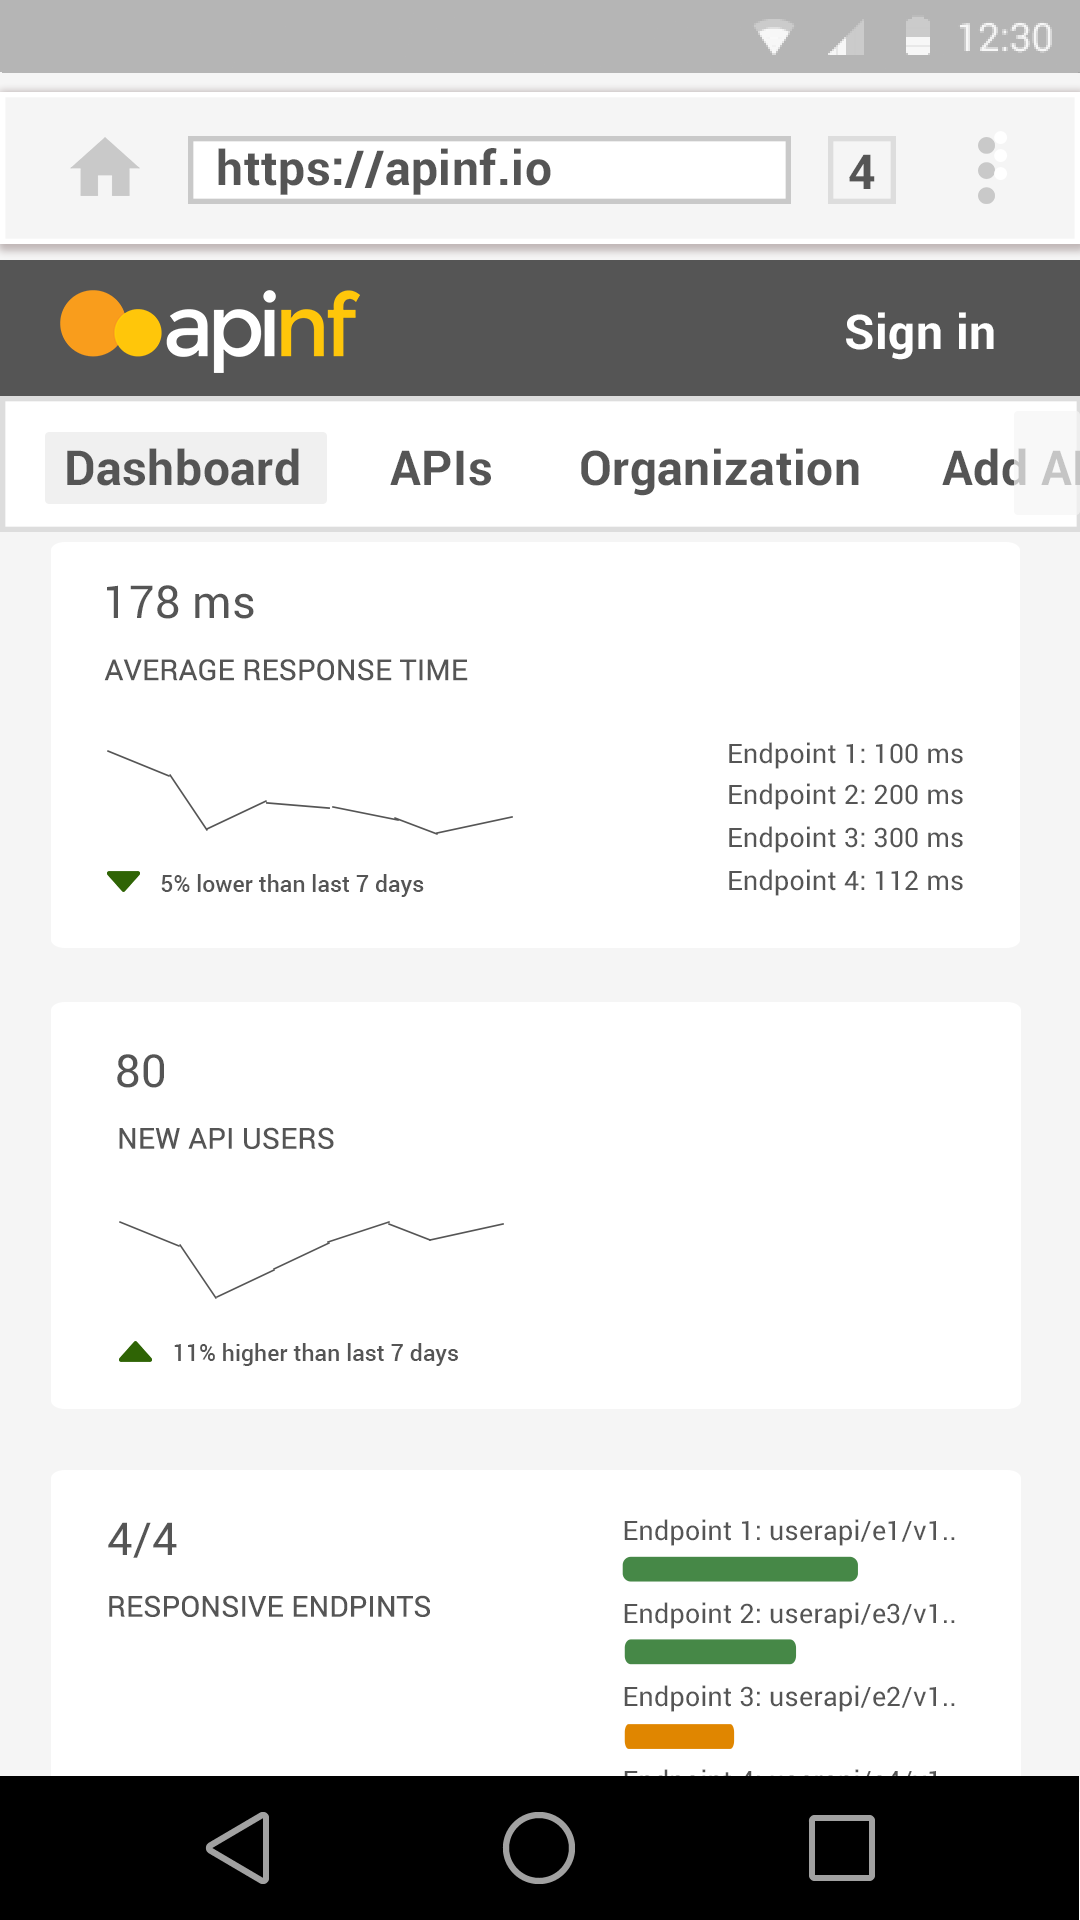 12:30
https://apinf.io
4
apinf
Sign in
Dashboard APIs Organization Add
178 ms
AVERAGE RESPONSE TIME
Endpoint 1: 100 ms
Endpoint 2: 200 ms
Endpoint 3: 300 ms
Endpoint 4: 112 ms
5% lower than last 7 days
80
NEW API USERS
11% higher than last 7 days
4/4
RESPONSIVE ENDPINTS
Endpoint 1: userapi/e1/v1..
Endpoint 2: userapi/e3/v1..
Endpoint 3: userapi/e2/v1..